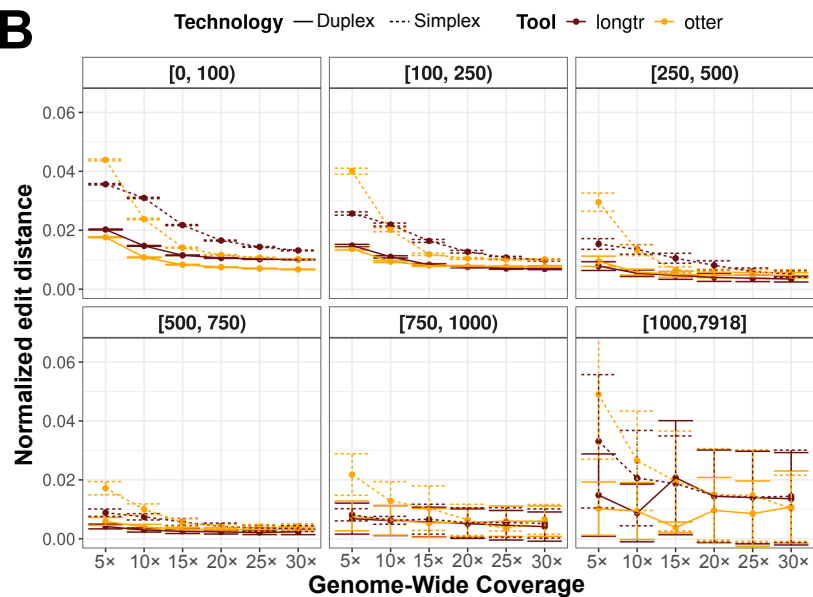 B
Technology Duplex Simplex Tool longtr otter
[0, 100) [100, 250) [250, 500)
0.06
0.04
0.02
0.00
[500, 750) [750, 1000) [1000,7918]
0.06
0.04
0.02
0.00
5× 10× 15× 20× 25× 30× 5× 10× 15× 20× 25× 30× 5× 10× 15× 20× 25× 30×
Genome-Wide Coverage
Normalized edit distance